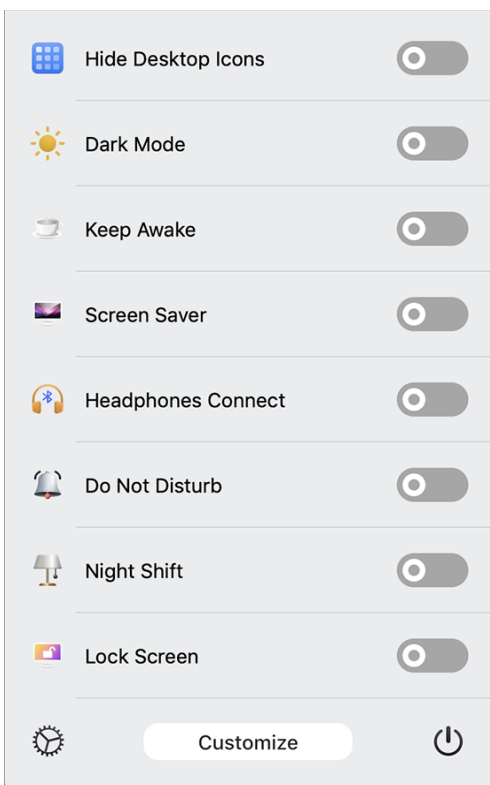 Hide Desktop Icons
Dark Mode
Keep Awake
Screen Saver
Headphones Connect
Do Not Disturb
Night Shift
Lock Screen
Customize